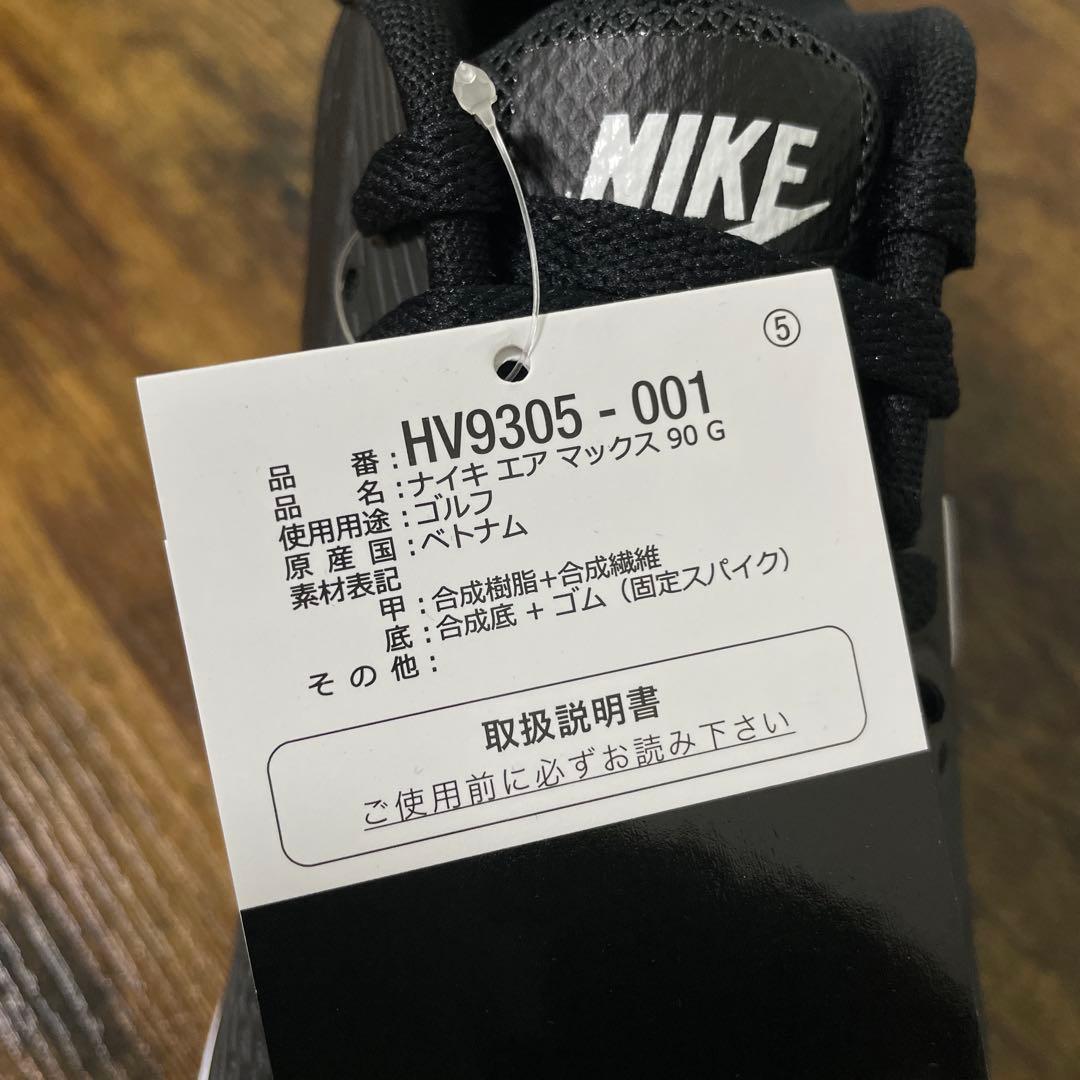 NIKE
⑤
品番:HV9305-001
品名:ナイキ エア マックス 90 G
使用用途:ゴルフ
原産国:ベトナム
素材表記
甲:合成樹脂+合成繊維
底:合成底 + ゴム(固定スパイク)
その他:
取扱説明書
ご使用前に必ずお読み下さい